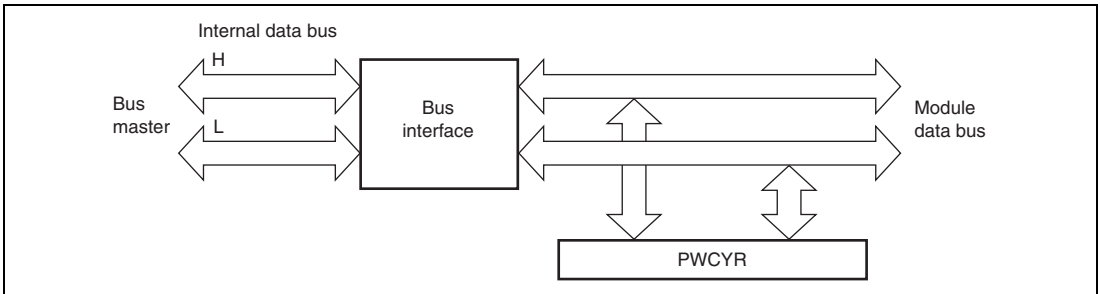 Internal data bus
H
Bus
master
L
Bus
interface
Module
data bus
PWCYR